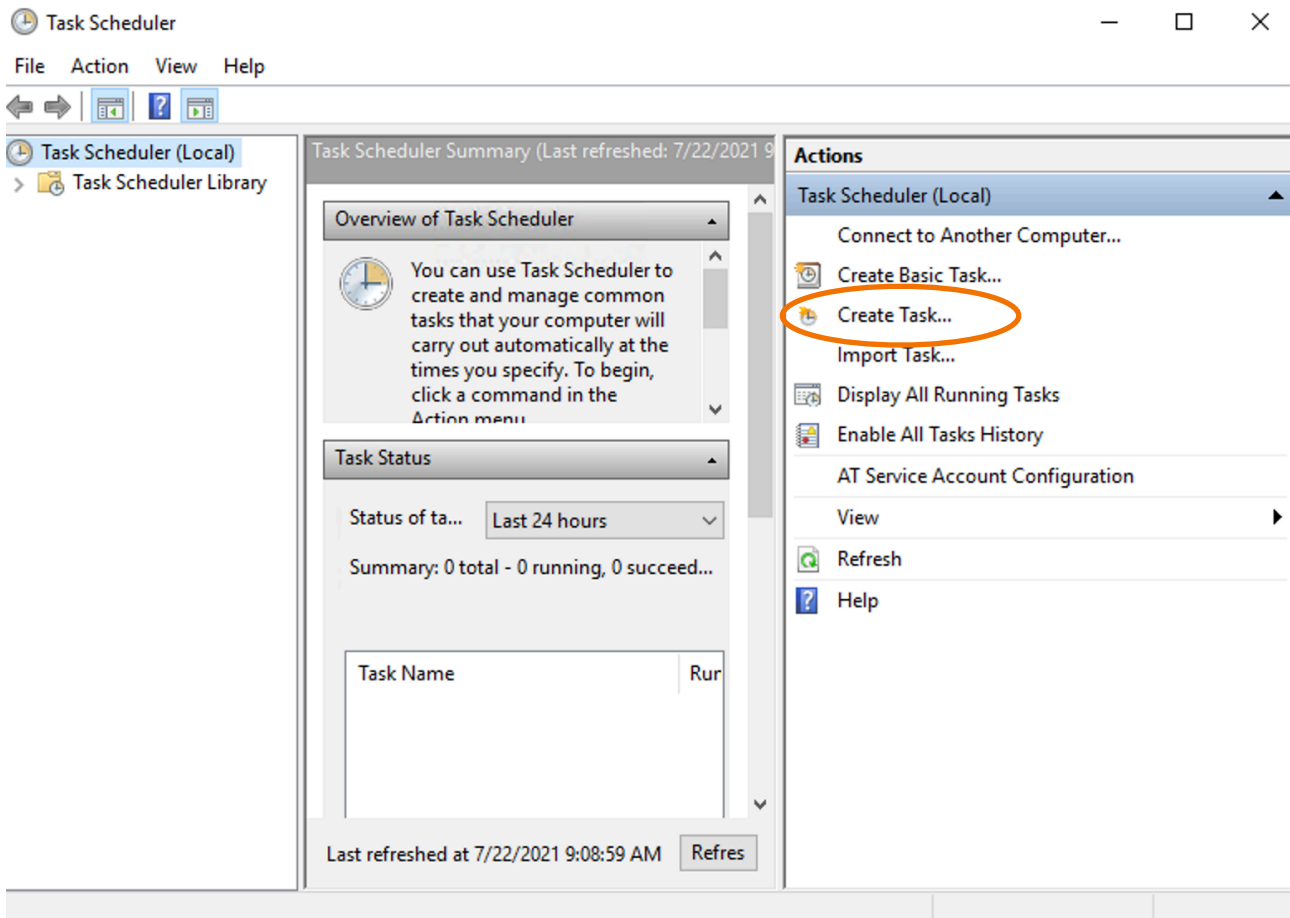 Task Scheduler
File Action View Help
Task Scheduler (Local)
Task Scheduler Library
Task Scheduler Summary (Last refreshed: 7/22/2021 9
Overview of Task Scheduler
You can use Task Scheduler to
create and manage common
tasks that your computer will
carry out automatically at the
times you specify. To begin,
click a command in the
Action menu
Task Status
Status of ta...
Last 24 hours
Summary: 0 total - 0 running, 0 succeed...
Task Name
Run
Last refreshed at 7/22/2021 9:08:59 AM
Refres
Actions
Task Scheduler (Local)
Connect to Another Computer...
Create Basic Task...
Create Task...
Import Task...
Display All Running Tasks
Enable All Tasks History
AT Service Account Configuration
View
Refresh
Help